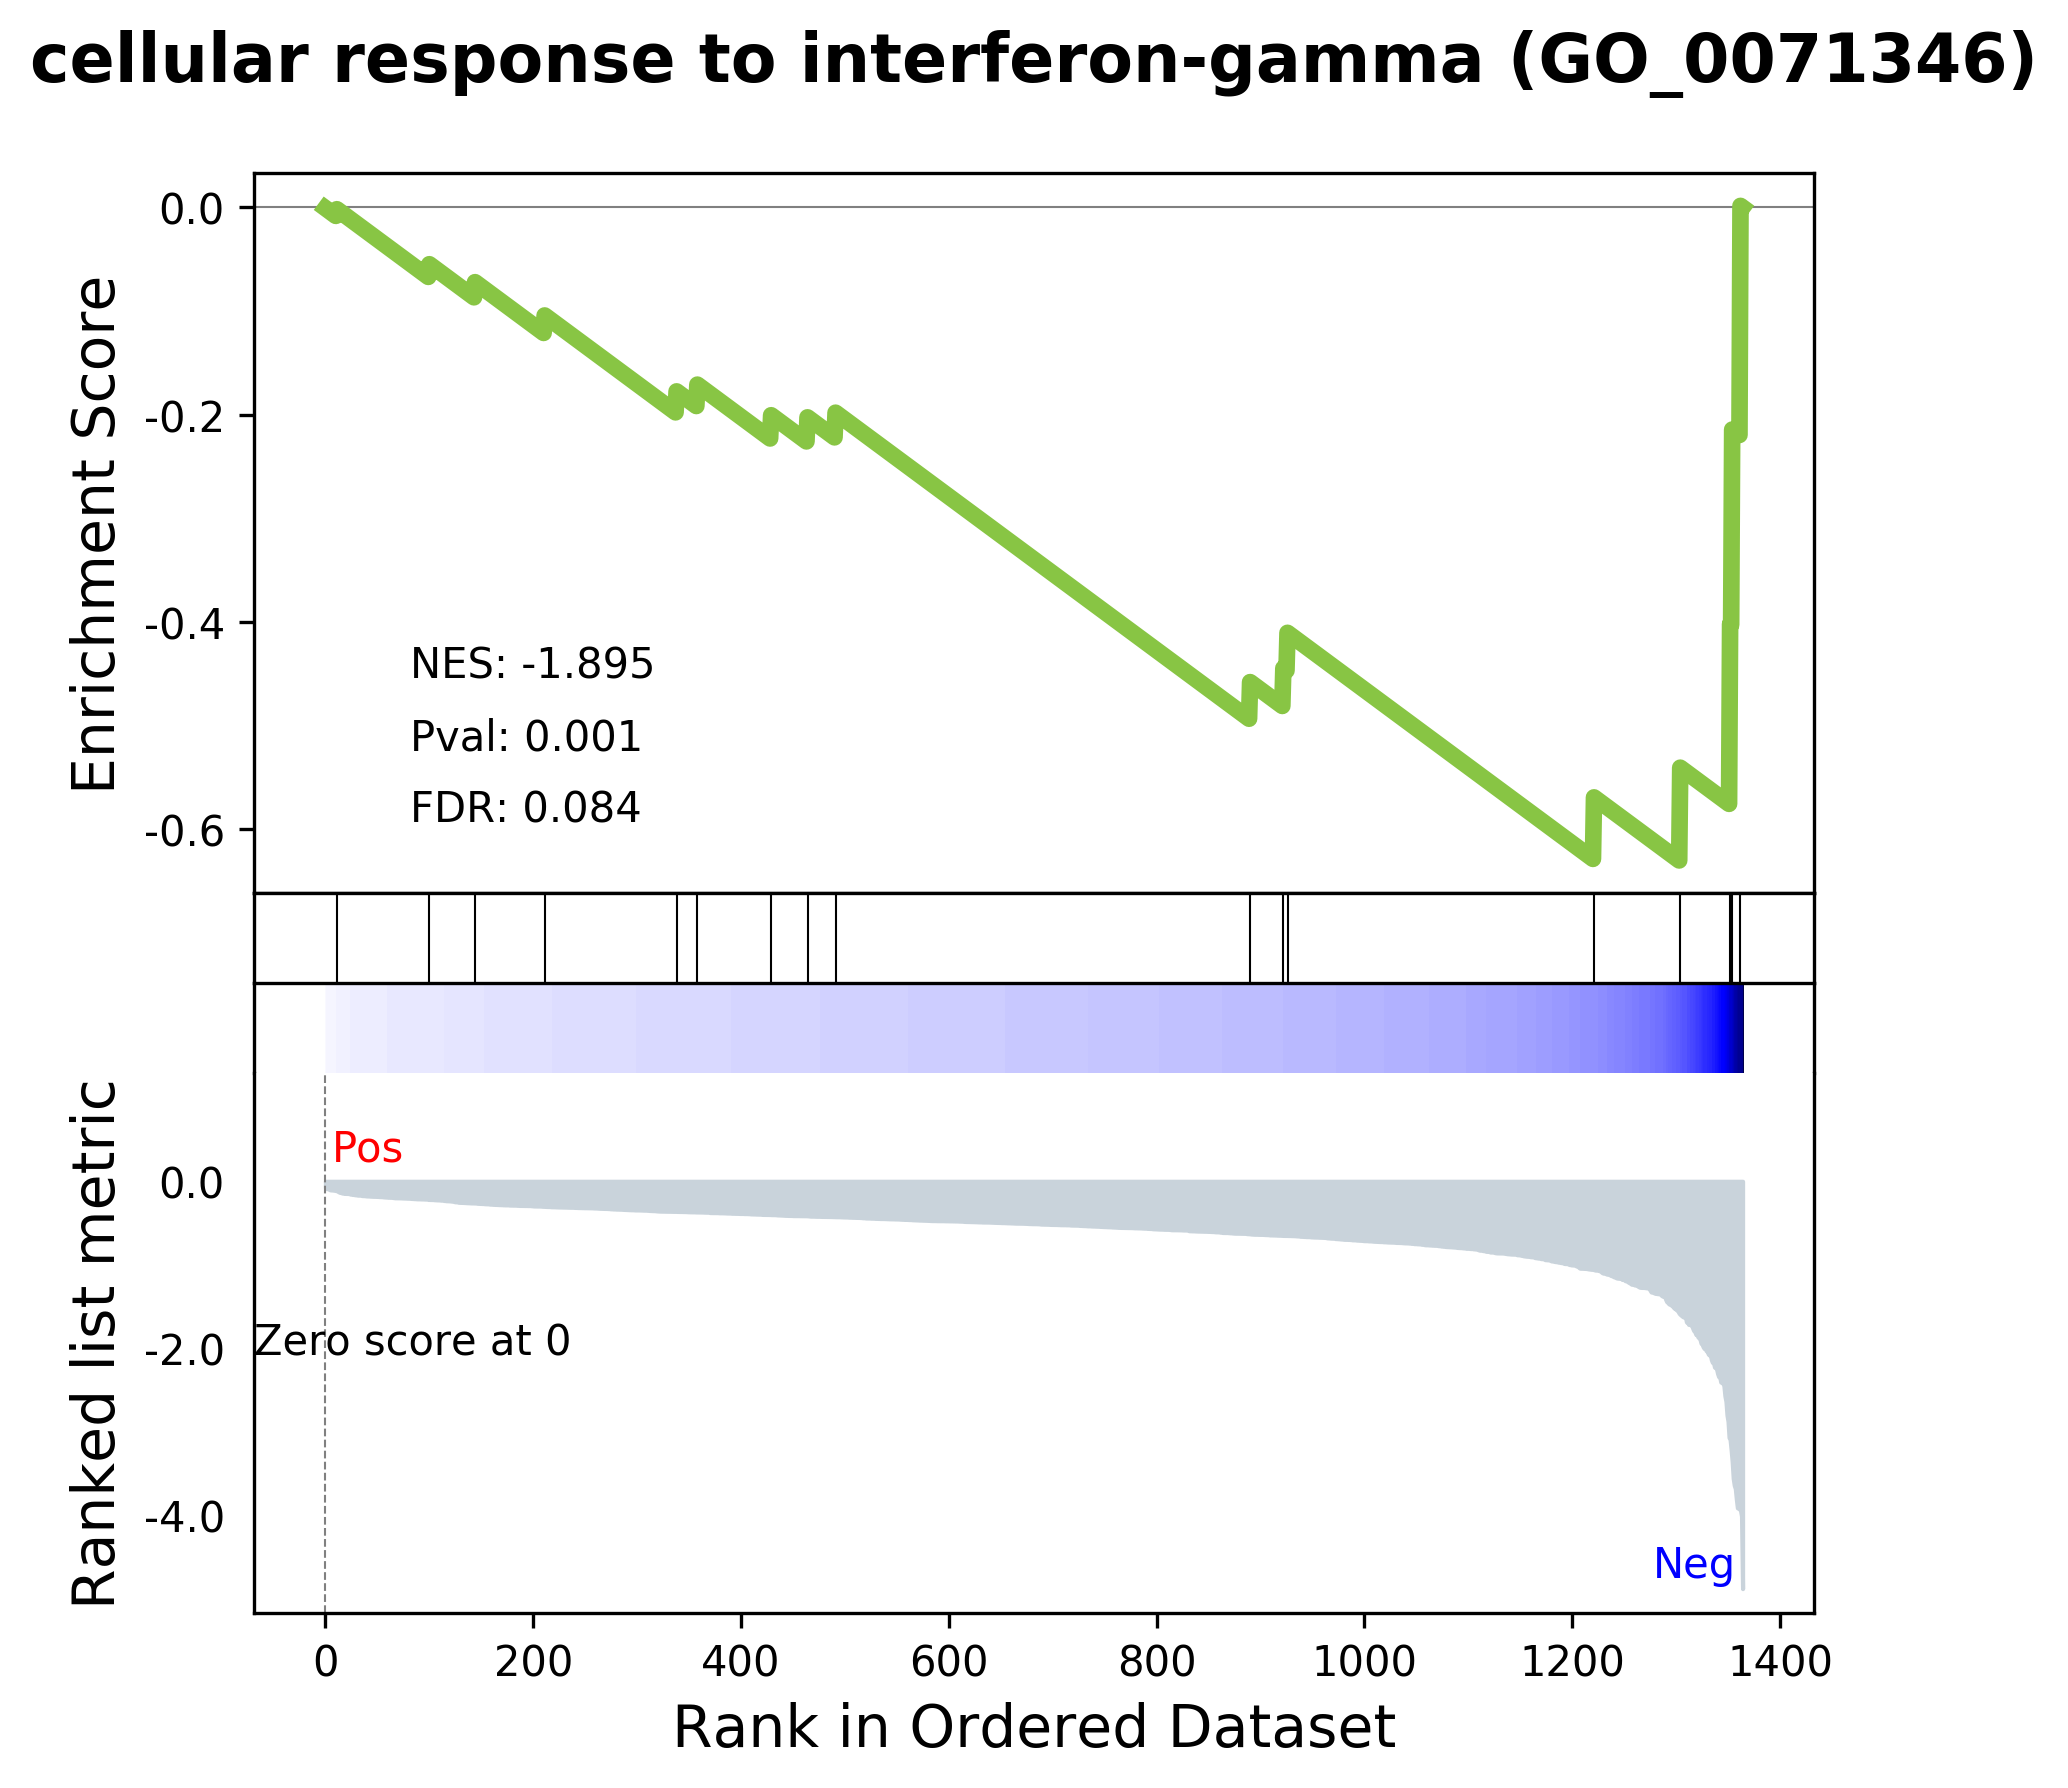 cellular response to interferon-gamma (GO_0071346)
Enrichment Score
0.0
-0.2
-0.4
-0.6
NES: -1.895
Pval: 0.001
FDR: 0.084
Ranked list metric
0.0
-2.0
-4.0
Pos
Zero score at 0
Neg
0 200 400 600 800 1000 1200 1400
Rank in Ordered Dataset